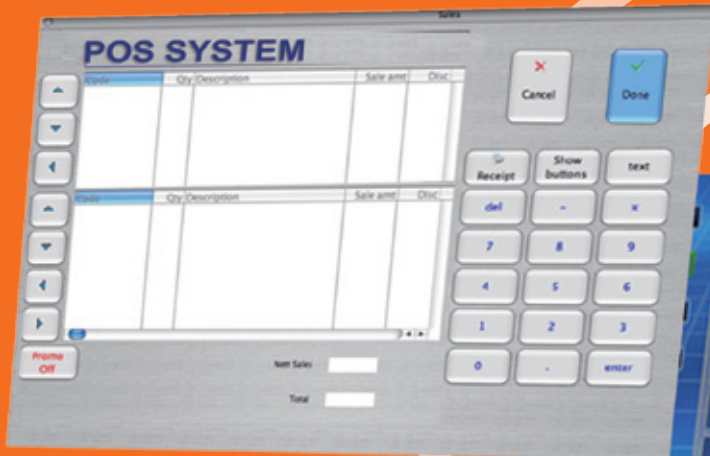 Sales
POS SYSTEM
Code Qty Description Sale amt Disc
Cancel
Done
Receipt
Show
buttons
text
Code Qty Description Sale amt Disc
del - x
7 8 9
4 5 6
1 2 3
0 . enter
Promo
Off
Nett Sales
Total